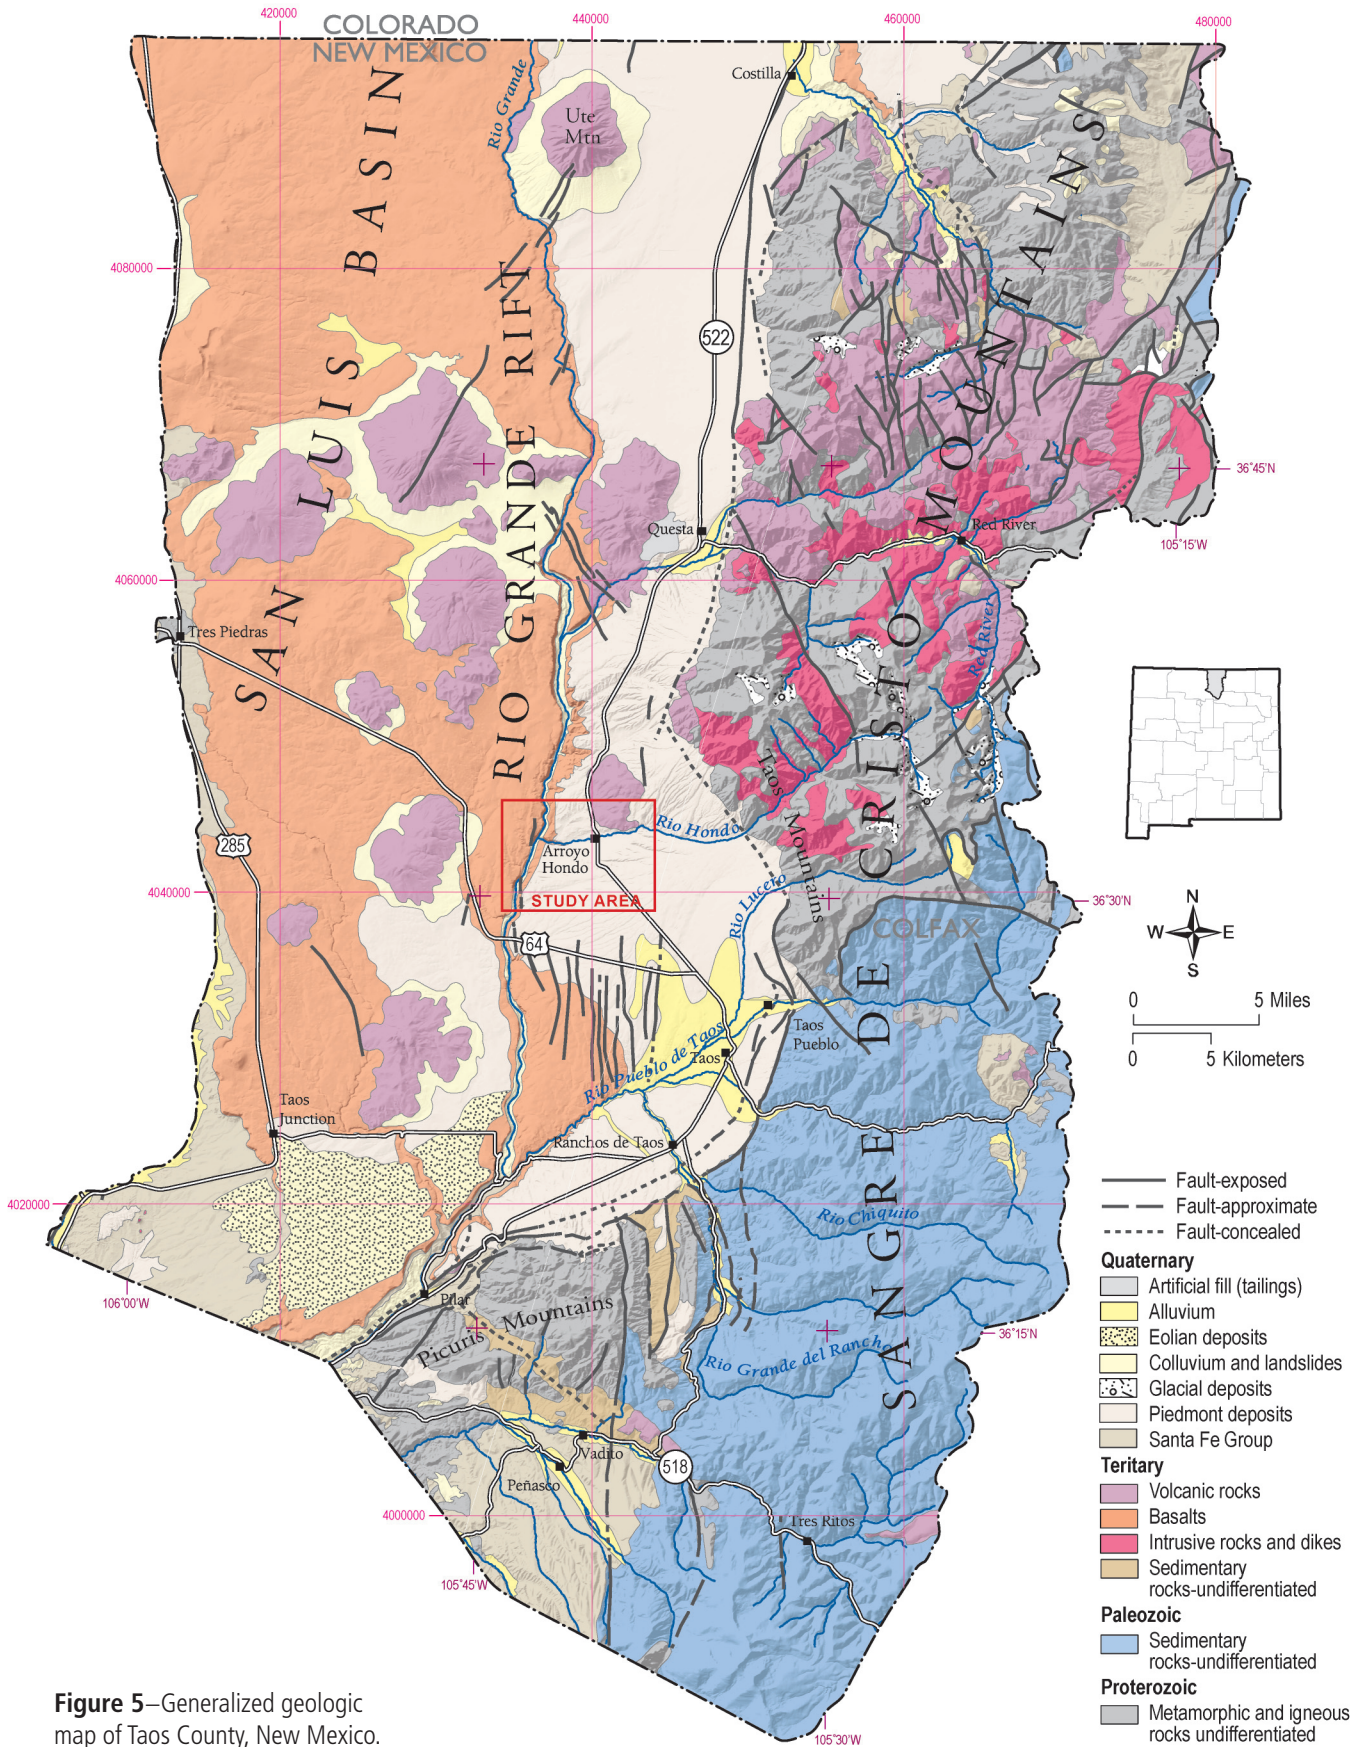 420000
440000
460000
480000
COLORADO
NEW MEXICO
Costilla
Rio Grande
Ute
Mtn
SAN LUIS BASIN
RIO GRANDE RIFT
SANGRE DE CRISTO MOUNTAINS
4080000
522
36°45'N
Questa
Red River
105°15'W
4060000
Tres Piedras
Red River
285
Taos Mountains
Rio Hondo
Arroyo
Hondo
STUDY AREA
Rio Lucero
4040000
36°30'N
COLFAX
64
N
W E
S
0 5 Miles
0 5 Kilometers
Taos
Pueblo
Rio Pueblo de Taos
Taos
Taos
Junction
Ranchos de Taos
4020000
Rio Chiquito
106°00'W
Pilar
Picuris Mountains
36°15'N
Rio Grande del Rancho
Vadito
518
Peñasco
4000000
Tres Ritos
105°45'W
105°30'W
Fault-exposed
Fault-approximate
Fault-concealed
Quaternary
Artificial fill (tailings)
Alluvium
Eolian deposits
Colluvium and landslides
Glacial deposits
Piedmont deposits
Santa Fe Group
Teritary
Volcanic rocks
Basalts
Intrusive rocks and dikes
Sedimentary
rocks-undifferentiated
Paleozoic
Sedimentary
rocks-undifferentiated
Proterozoic
Metamorphic and igneous
rocks undifferentiated
Figure 5–Generalized geologic
map of Taos County, New Mexico.